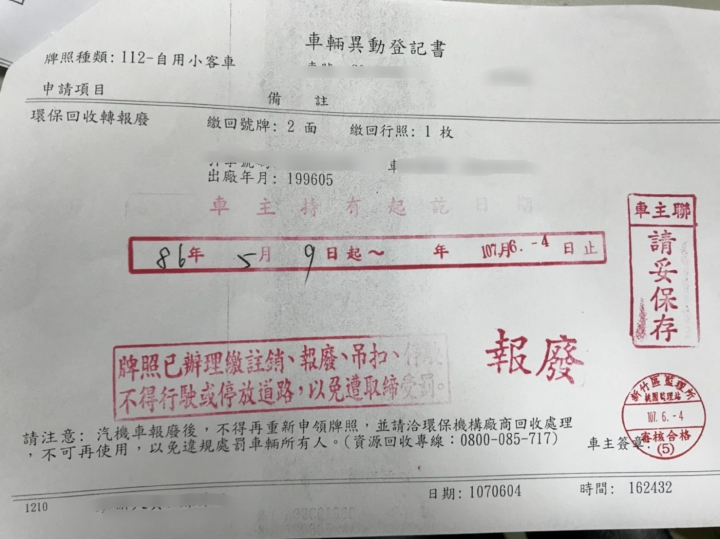 車輛異動登記書
牌照種類：112-自用小客車
申請項目
備 註
環保回收轉報廢 繳回號牌：2 面 繳回行照：1 枚
出廠年月：199605
車主持有起訖日期
86年 5月 9日起～ 年 107.6.-4 日止
車主聯
請妥保存
牌照已辦理繳註銷、報廢、吊扣、
不得行駛或停放道路，以免遭取締受罰。
報廢
新竹區監理所
桃園監理站
107.6.-4
審核合格
(5)
請注意：汽機車報廢後，不得再重新申領牌照，並請洽環保機構廠商回收處理
，不可再使用，以免違規處罰車輛所有人。(資源回收專線：0800-085-717)
車主簽章：
1210
日期：1070604 時間：162432